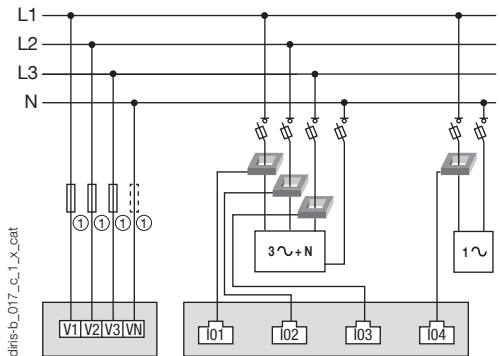 L1
L2
L3
N
① ① ① ①
3∿+N
1∿
V1 V2 V3 VN
I01 I02 I03 I04
diris-b_017_c_1_x_cat